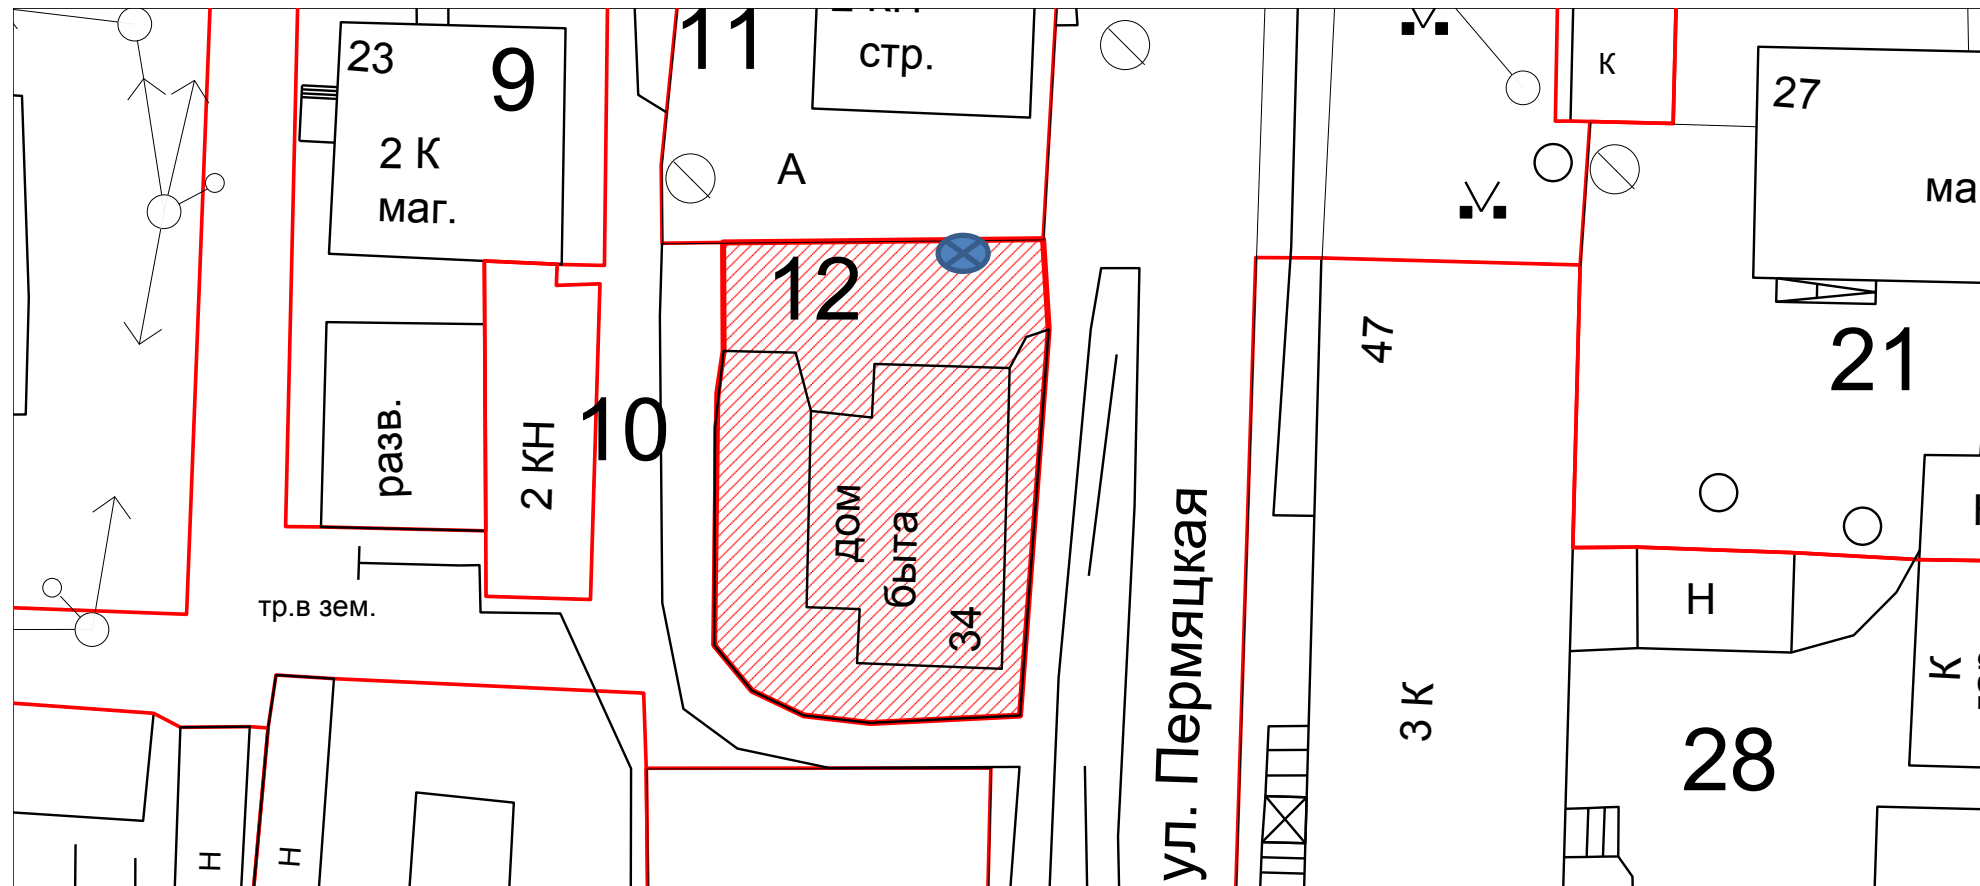 11
стр.
23
9
2 К
маг.
А
к
27
ма
12
47
21
разв.
2 КН
10
дом
быта
34
тр.в зем.
ул. Пермяцкая
Н
К
3 К
28
Н
Н